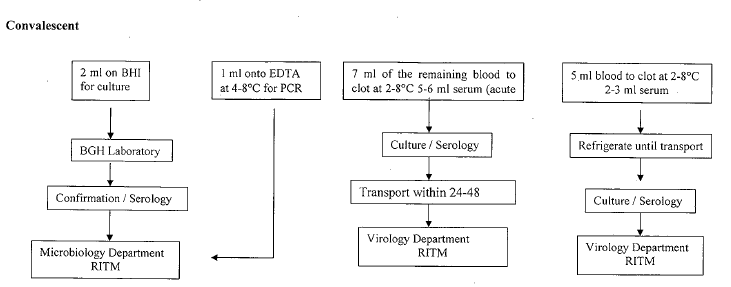 Convalescent
2 ml on BHI
for culture
BGH Laboratory
Confirmation / Serology
Microbiology Department
RITM
1 ml onto EDTA
at 4-8°C for PCR
7 ml of the remaining blood to
clot at 2-8°C 5-6 ml serum (acute
Culture / Serology
Transport within 24-48
Virology Department
RITM
5 ml blood to clot at 2-8°C
2-3 ml serum
Refrigerate until transport
Culture / Serology
Virology Department
RITM